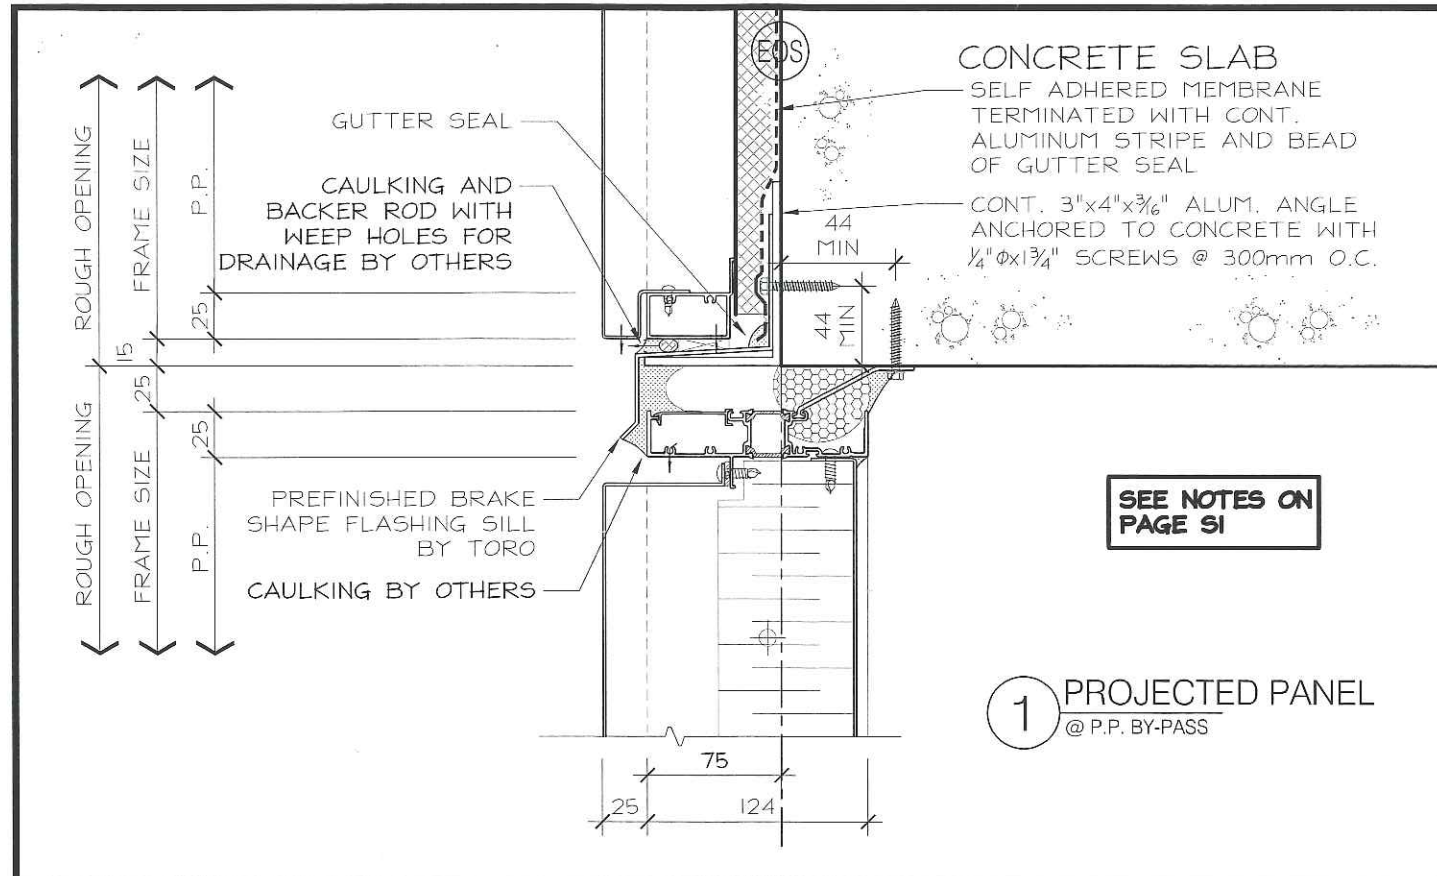 EOS
CONCRETE SLAB
SELF ADHERED MEMBRANE
TERMINATED WITH CONT.
ALUMINUM STRIPE AND BEAD
OF GUTTER SEAL
CONT. 3"x4"x3/16" ALUM. ANGLE
ANCHORED TO CONCRETE WITH
1/4"Φx1 3/4" SCREWS @ 300mm O.C.
GUTTER SEAL
CAULKING AND
BACKER ROD WITH
WEEP HOLES FOR
DRAINAGE BY OTHERS
44
MIN
44
MIN
ROUGH OPENING
FRAME SIZE
P.P.
25
15
25
25
ROUGH OPENING
FRAME SIZE
P.P.
PREFINISHED BRAKE
SHAPE FLASHING SILL
BY TORO
CAULKING BY OTHERS
SEE NOTES ON
PAGE S1
1
PROJECTED PANEL
@ P.P. BY-PASS
75
25
124